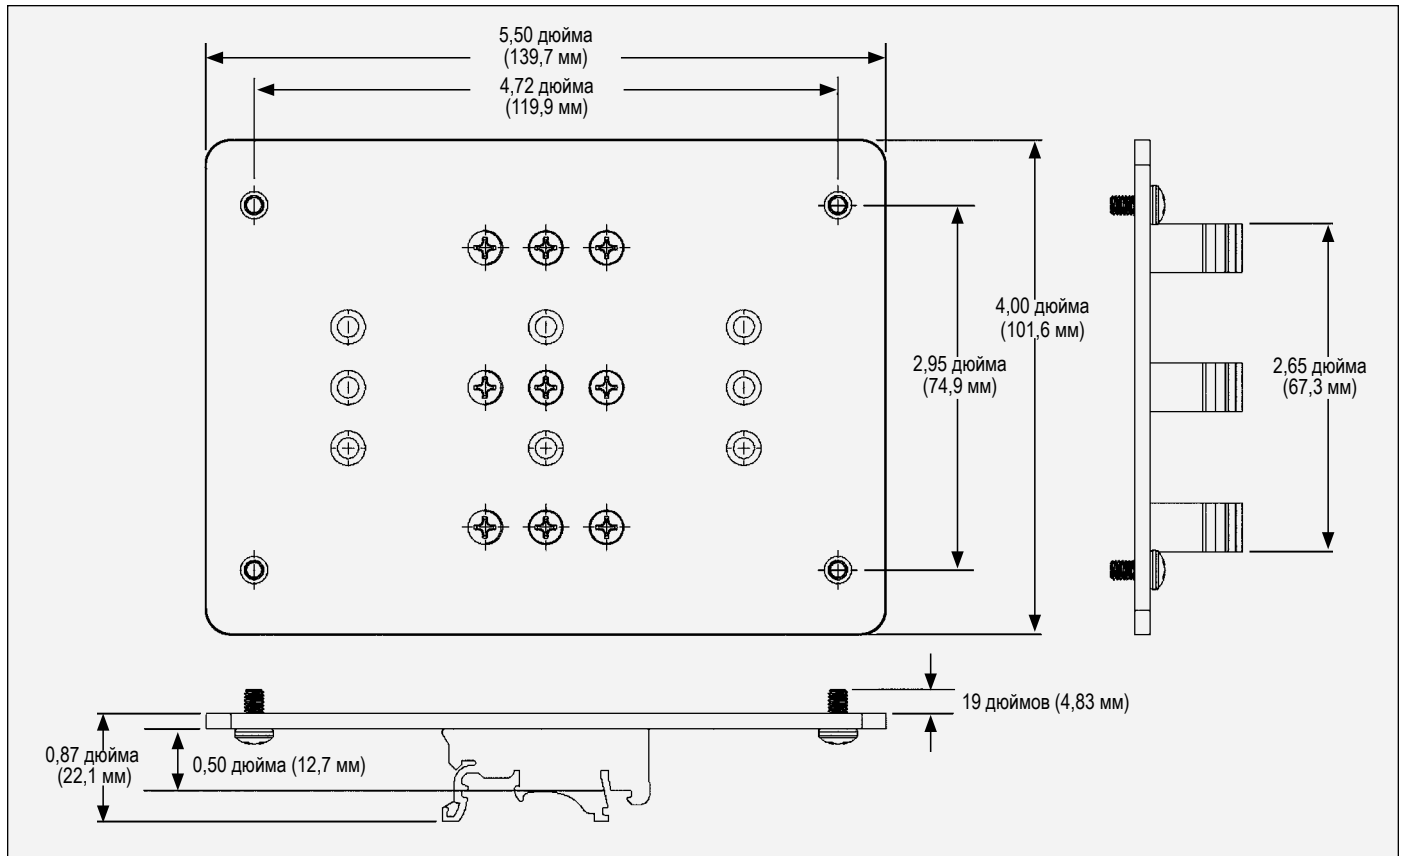 5,50 дюйма
(139,7 мм)
4,72 дюйма
(119,9 мм)
4,00 дюйма
(101,6 мм)
2,95 дюйма
(74,9 мм)
2,65 дюйма
(67,3 мм)
19 дюймов (4,83 мм)
0,87 дюйма
(22,1 мм)
0,50 дюйма (12,7 мм)